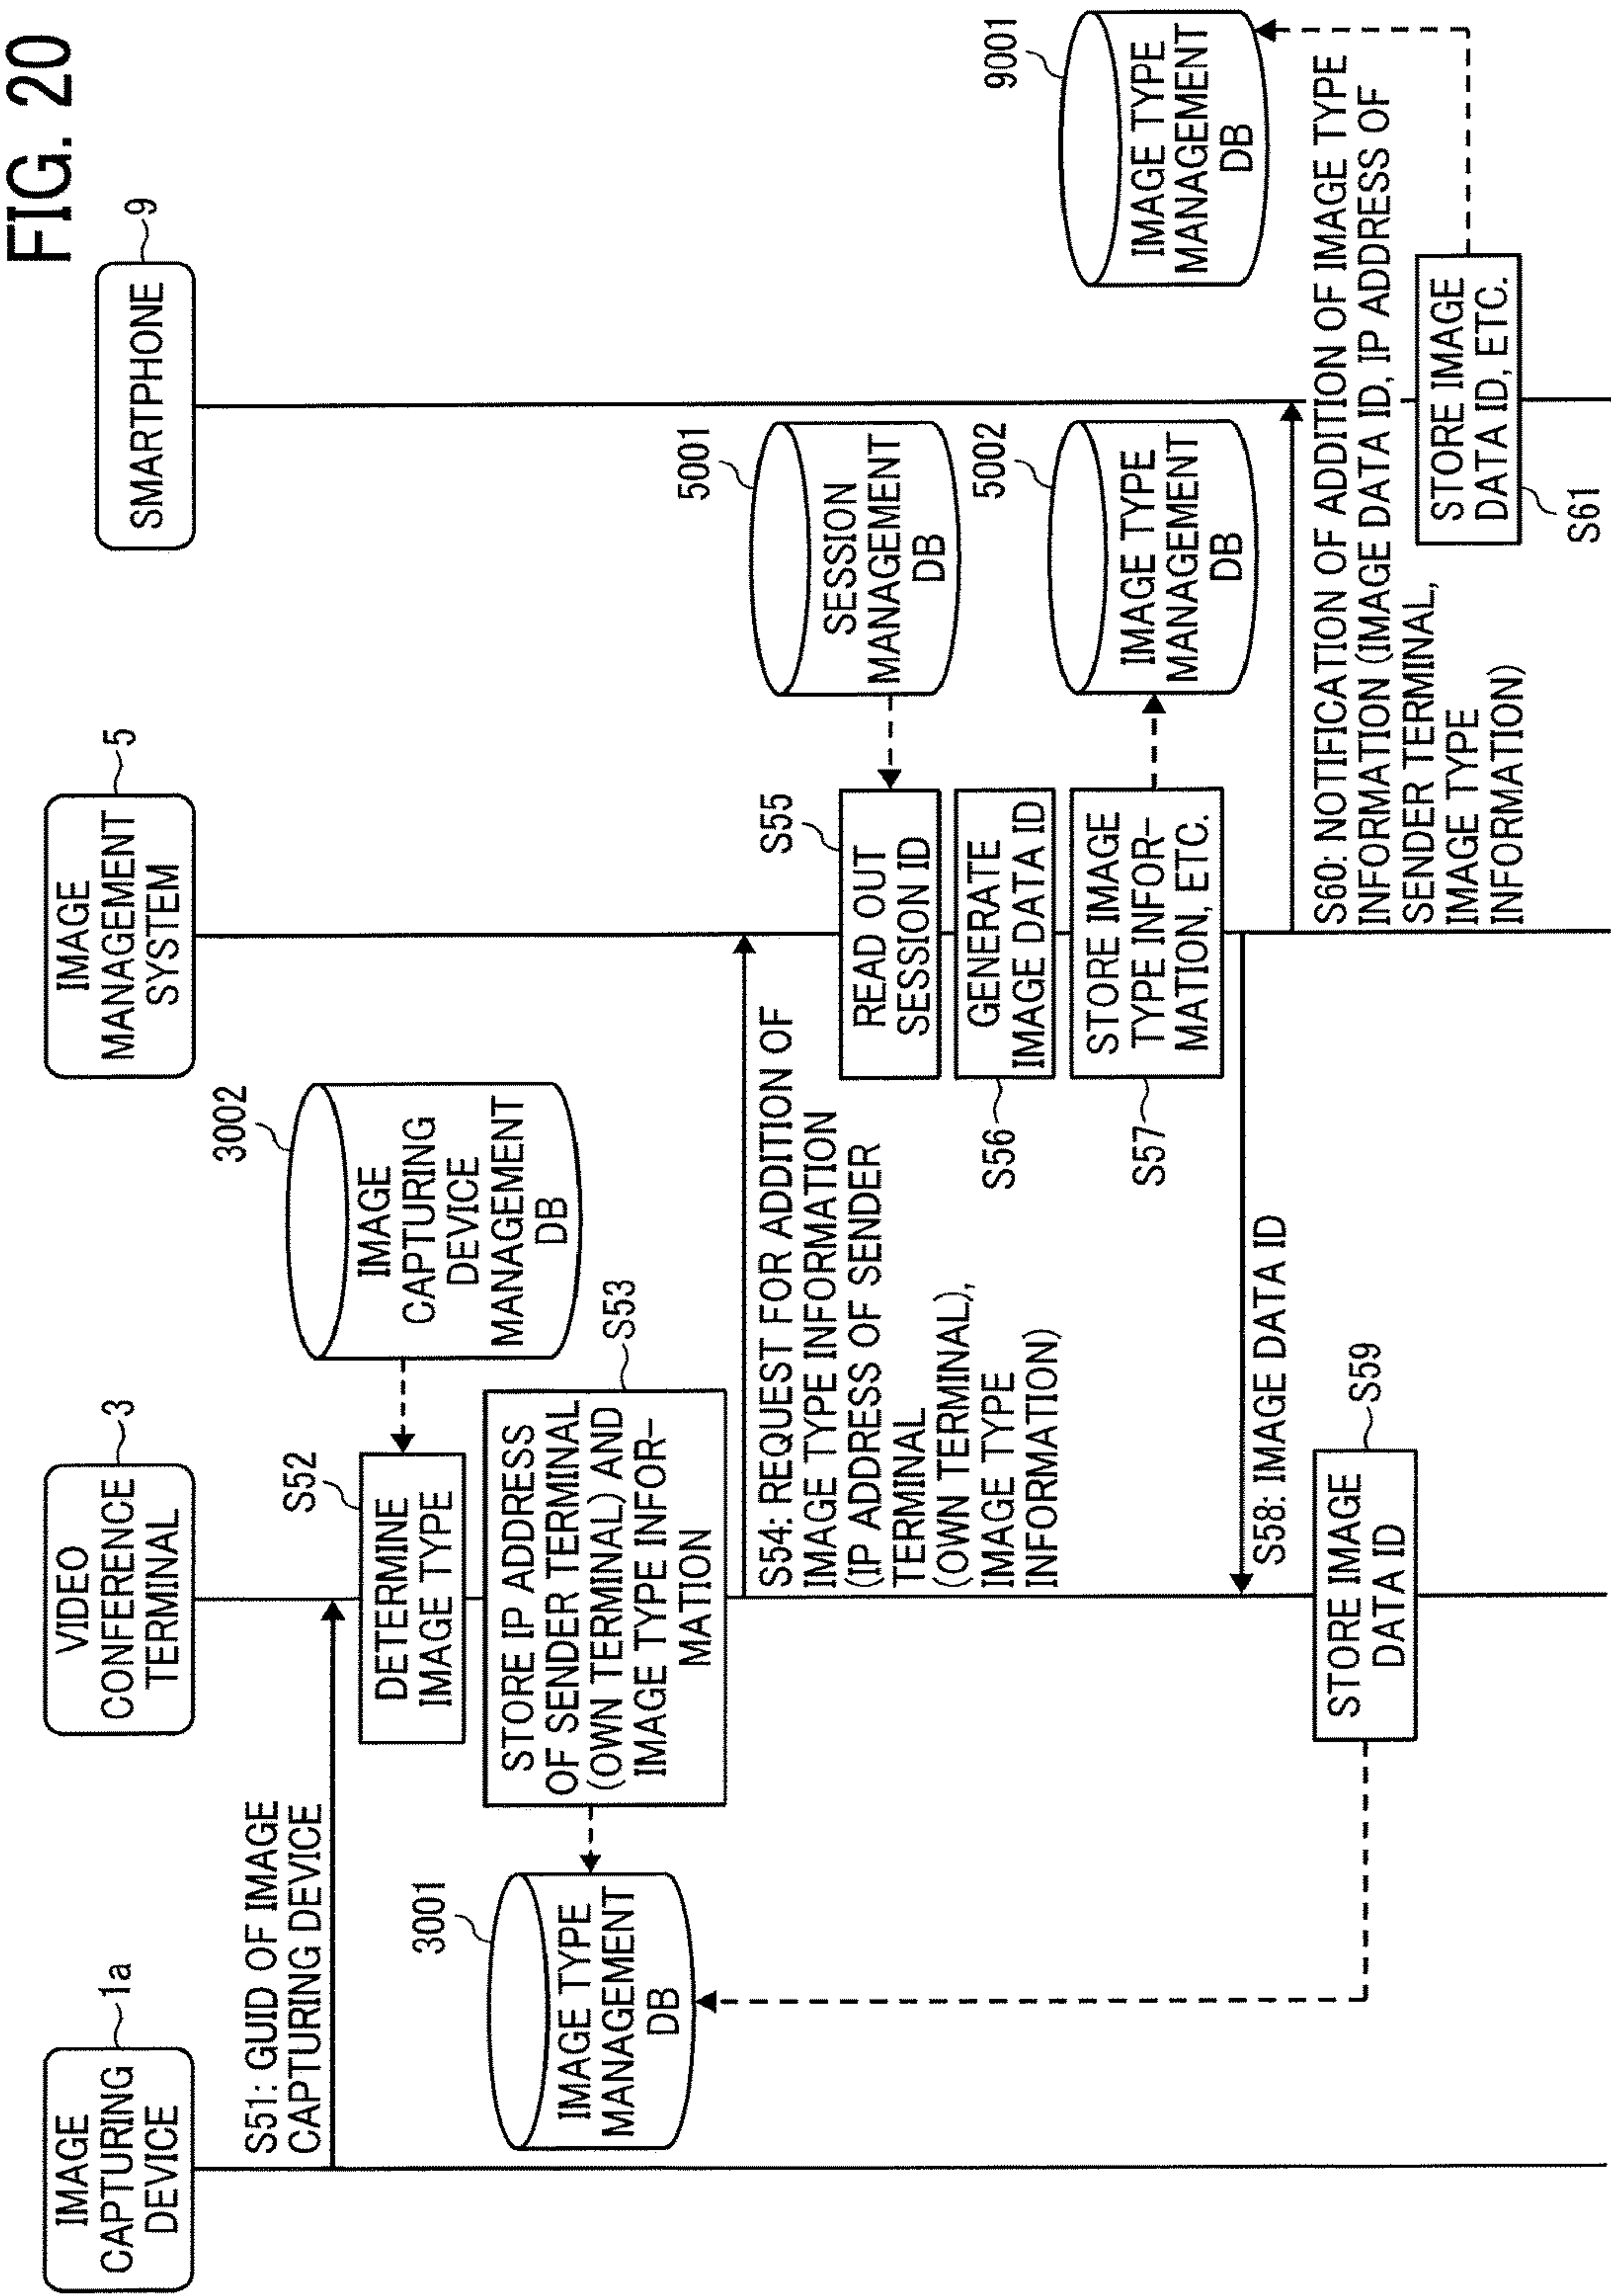 FIG. 20
IMAGE
CAPTURING
DEVICE
1a
VIDEO
CONFERENCE
TERMINAL
3
IMAGE
MANAGEMENT
SYSTEM
5
SMARTPHONE
9
S51: GUID OF IMAGE
CAPTURING DEVICE
S52
DETERMINE
IMAGE TYPE
3002
IMAGE
CAPTURING
DEVICE
MANAGEMENT
DB
S53
STORE IP ADDRESS
OF SENDER TERMINAL
(OWN TERMINAL) AND
IMAGE TYPE INFOR-
MATION
3001
IMAGE TYPE
MANAGEMENT
DB
S54: REQUEST FOR ADDITION OF
IMAGE TYPE INFORMATION
(IP ADDRESS OF SENDER
TERMINAL
(OWN TERMINAL),
IMAGE TYPE
INFORMATION)
S55
READ OUT
SESSION ID
5001
SESSION
MANAGEMENT
DB
GENERATE
IMAGE DATA ID
S56
STORE IMAGE
TYPE INFOR-
MATION, ETC.
S57
5002
IMAGE TYPE
MANAGEMENT
DB
S58: IMAGE DATA ID
S59
STORE IMAGE
DATA ID
S60: NOTIFICATION OF ADDITION OF IMAGE TYPE
INFORMATION (IMAGE DATA ID, IP ADDRESS OF
SENDER TERMINAL,
IMAGE TYPE
INFORMATION)
9001
IMAGE TYPE
MANAGEMENT
DB
STORE IMAGE
DATA ID, ETC.
S61